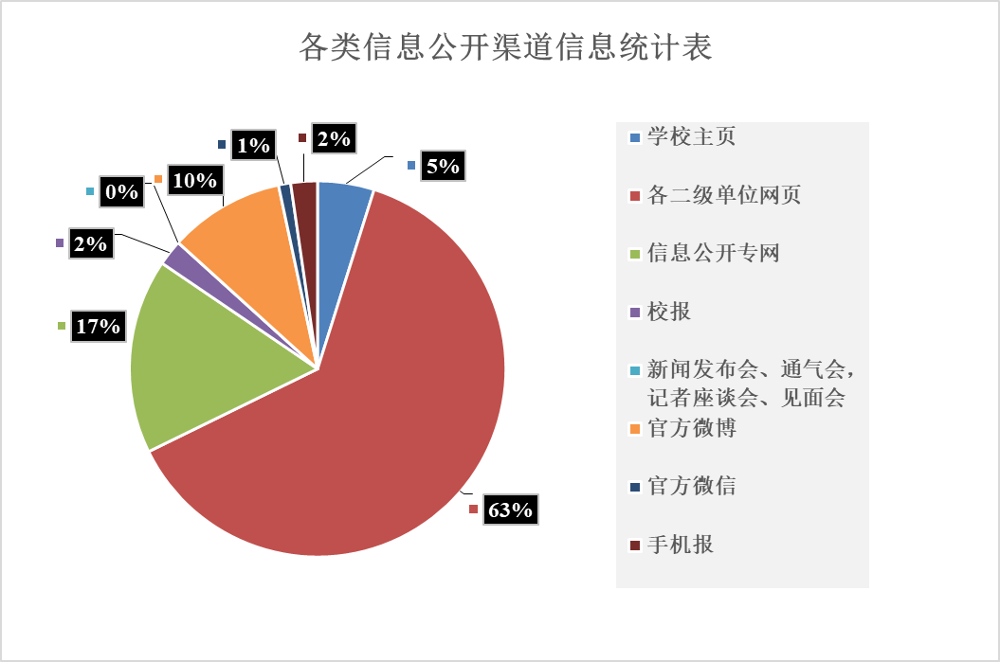 各类信息公开渠道信息统计表
1%
2%
5%
10%
0%
2%
17%
63%
学校主页
各二级单位网页
信息公开专网
校报
新闻发布会、通气会，
记者座谈会、见面会
官方微博
官方微信
手机报